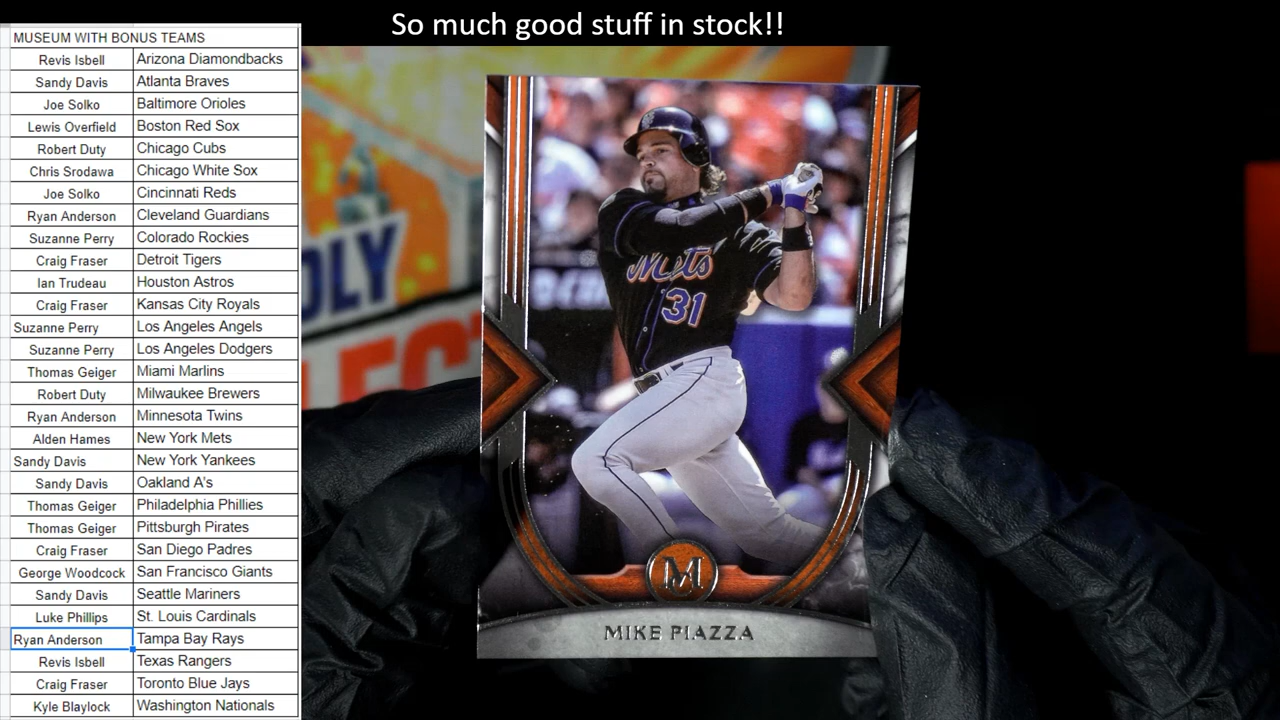 So much good stuff in stock!!
MUSEUM WITH BONUS TEAMS
Revis Isbell Arizona Diamondbacks
Sandy Davis Atlanta Braves
Joe Solko Baltimore Orioles
Lewis Overfield Boston Red Sox
Robert Duty Chicago Cubs
Chris Srodawa Chicago White Sox
Joe Solko Cincinnati Reds
Ryan Anderson Cleveland Guardians
Suzanne Perry Colorado Rockies
Craig Fraser Detroit Tigers
Ian Trudeau Houston Astros
Craig Fraser Kansas City Royals
Suzanne Perry Los Angeles Angels
Suzanne Perry Los Angeles Dodgers
Thomas Geiger Miami Marlins
Robert Duty Milwaukee Brewers
Ryan Anderson Minnesota Twins
Alden Hames New York Mets
Sandy Davis New York Yankees
Sandy Davis Oakland A's
Thomas Geiger Philadelphia Phillies
Thomas Geiger Pittsburgh Pirates
Craig Fraser San Diego Padres
George Woodcock San Francisco Giants
Sandy Davis Seattle Mariners
Luke Phillips St. Louis Cardinals
Ryan Anderson Tampa Bay Rays
Revis Isbell Texas Rangers
Craig Fraser Toronto Blue Jays
Kyle Blaylock Washington Nationals
Mets
31
M
MIKE PIAZZA